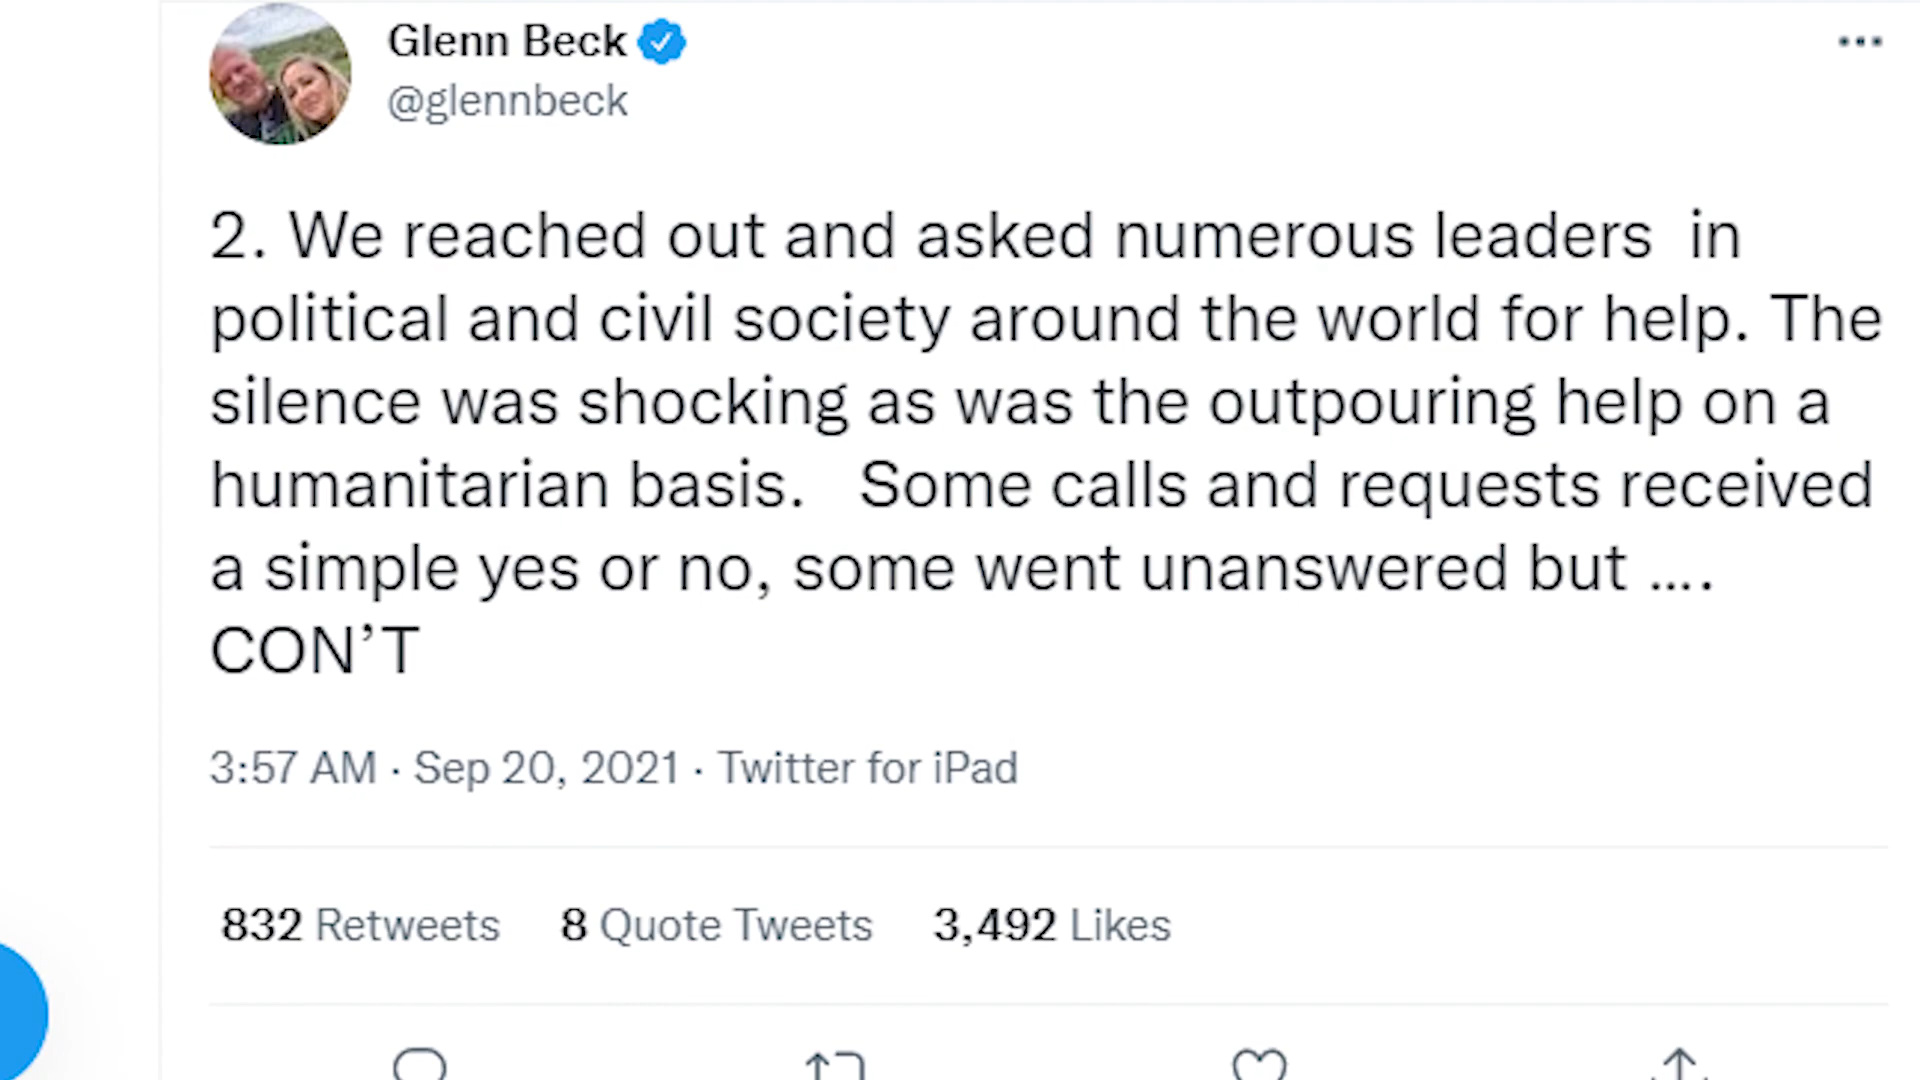 Glenn Beck
@glennbeck
2. We reached out and asked numerous leaders  in
political and civil society around the world for help. The
silence was shocking as was the outpouring help on a
humanitarian basis.   Some calls and requests received
a simple yes or no, some went unanswered but ….
CON’T
3:57 AM · Sep 20, 2021 · Twitter for iPad
832 Retweets 8 Quote Tweets 3,492 Likes